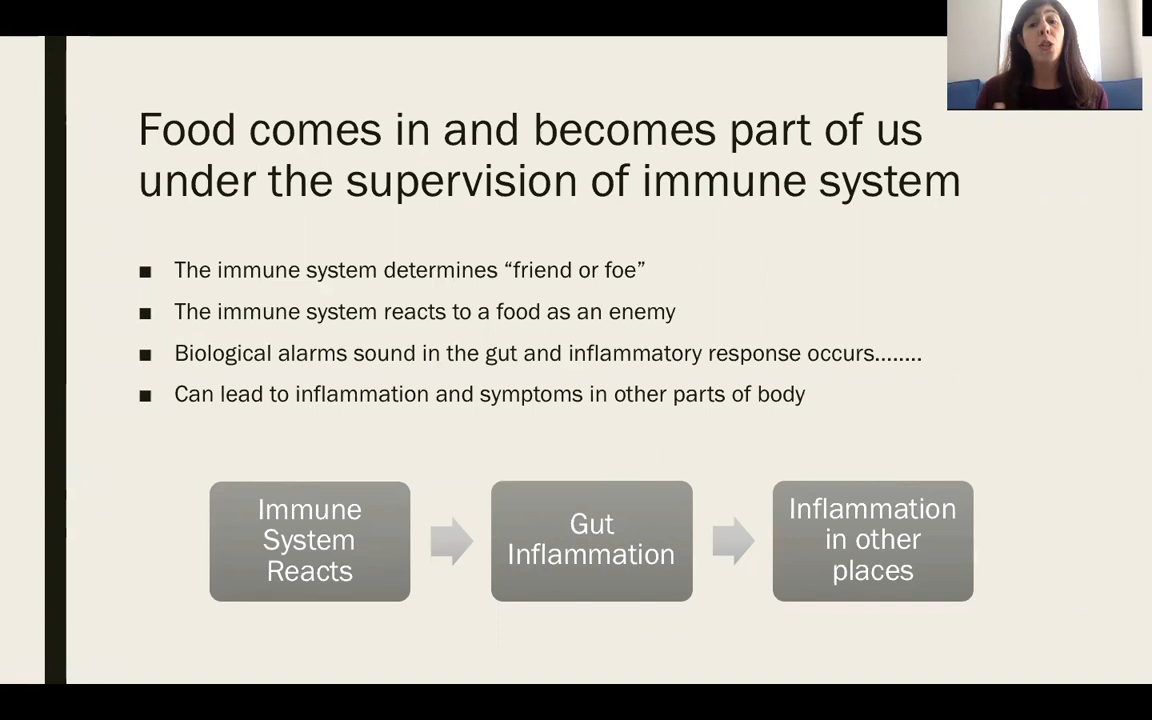 Food comes in and becomes part of us
under the supervision of immune system
■ The immune system determines “friend or foe”
■ The immune system reacts to a food as an enemy
■ Biological alarms sound in the gut and inflammatory response occurs........
■ Can lead to inflammation and symptoms in other parts of body
Immune
System
Reacts
Gut
Inflammation
Inflammation
in other
places